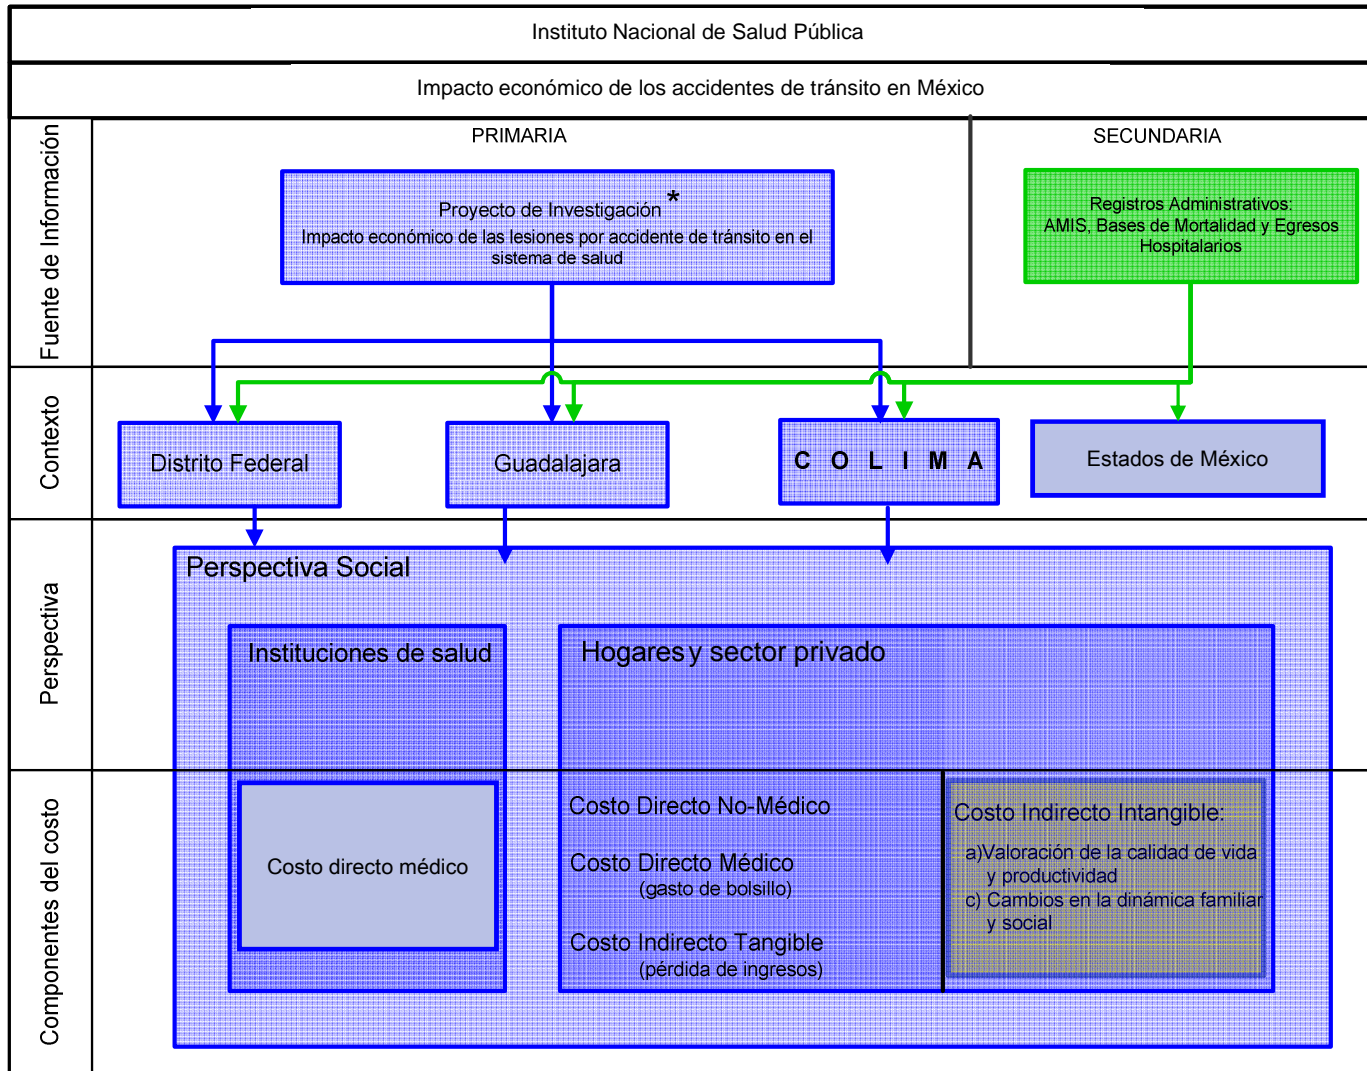 Instituto Nacional de Salud Pública
Impacto económico de los accidentes de tránsito en México
Fuente de Información
PRIMARIA
SECUNDARIA
Proyecto de Investigación *
Impacto económico de las lesiones por accidente de tránsito en el
sistema de salud
Registros Administrativos:
AMIS, Bases de Mortalidad y Egresos
Hospitalarios
Contexto
Distrito Federal
Guadalajara
C O L I M A
Estados de México
Perspectiva
Perspectiva Social
Instituciones de salud
Hogares y sector privado
Componentes del costo
Costo directo médico
Costo Directo No-Médico
Costo Directo Médico
(gasto de bolsillo)
Costo Indirecto Tangible
(pérdida de ingresos)
Costo Indirecto Intangible:
a)Valoración de la calidad de vida
y productividad
c) Cambios en la dinámica familiar
y social